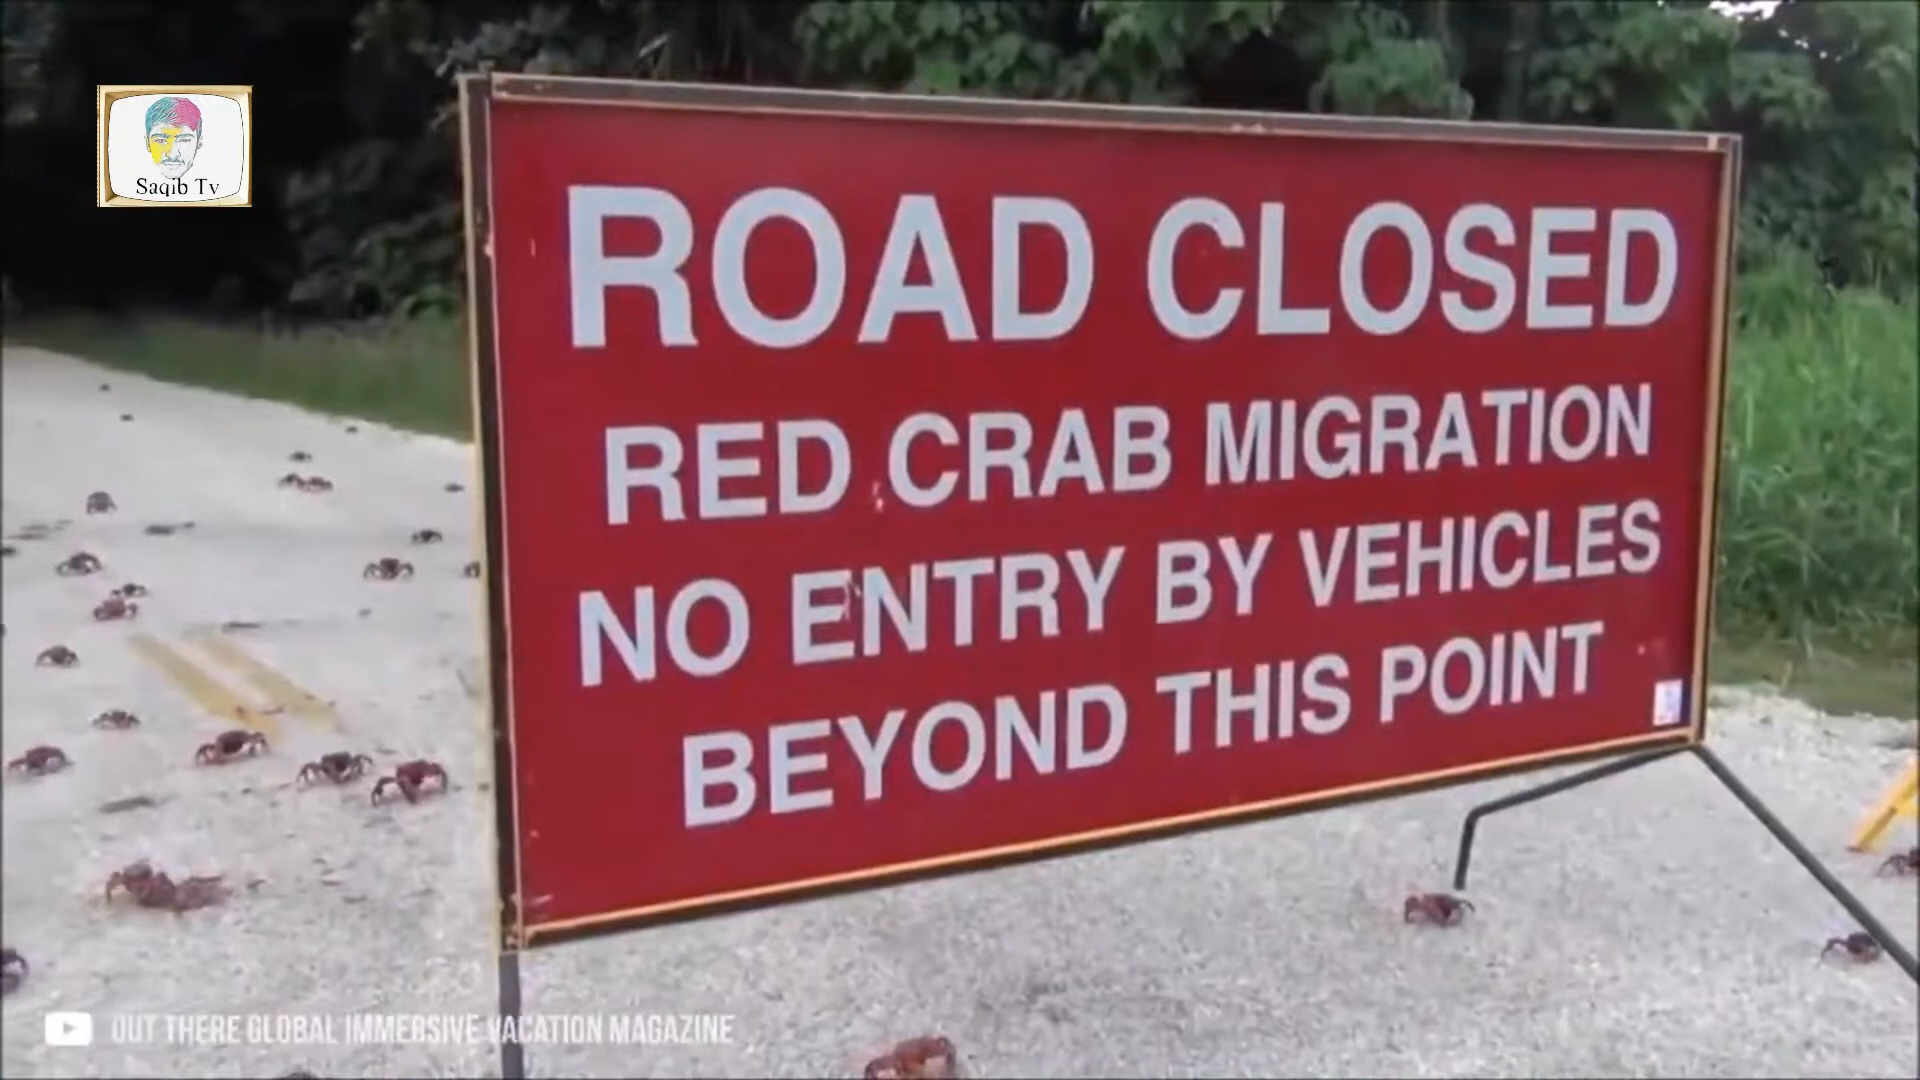 Saqib Tv
ROAD CLOSED
RED CRAB MIGRATION
NO ENTRY BY VEHICLES
BEYOND THIS POINT
OUT THERE GLOBAL IMMERSIVE VACATION MAGAZINE